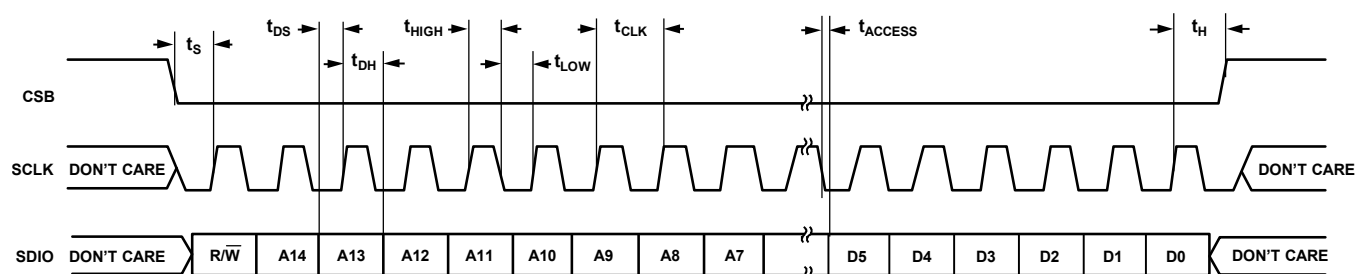 tS
tDS
tDH
tHIGH
tLOW
tCLK
tACCESS
tH
CSB
SCLK DON'T CARE DON'T CARE
SDIO DON'T CARE R/W̅ A14 A13 A12 A11 A10 A9 A8 A7 D5 D4 D3 D2 D1 D0 DON'T CARE